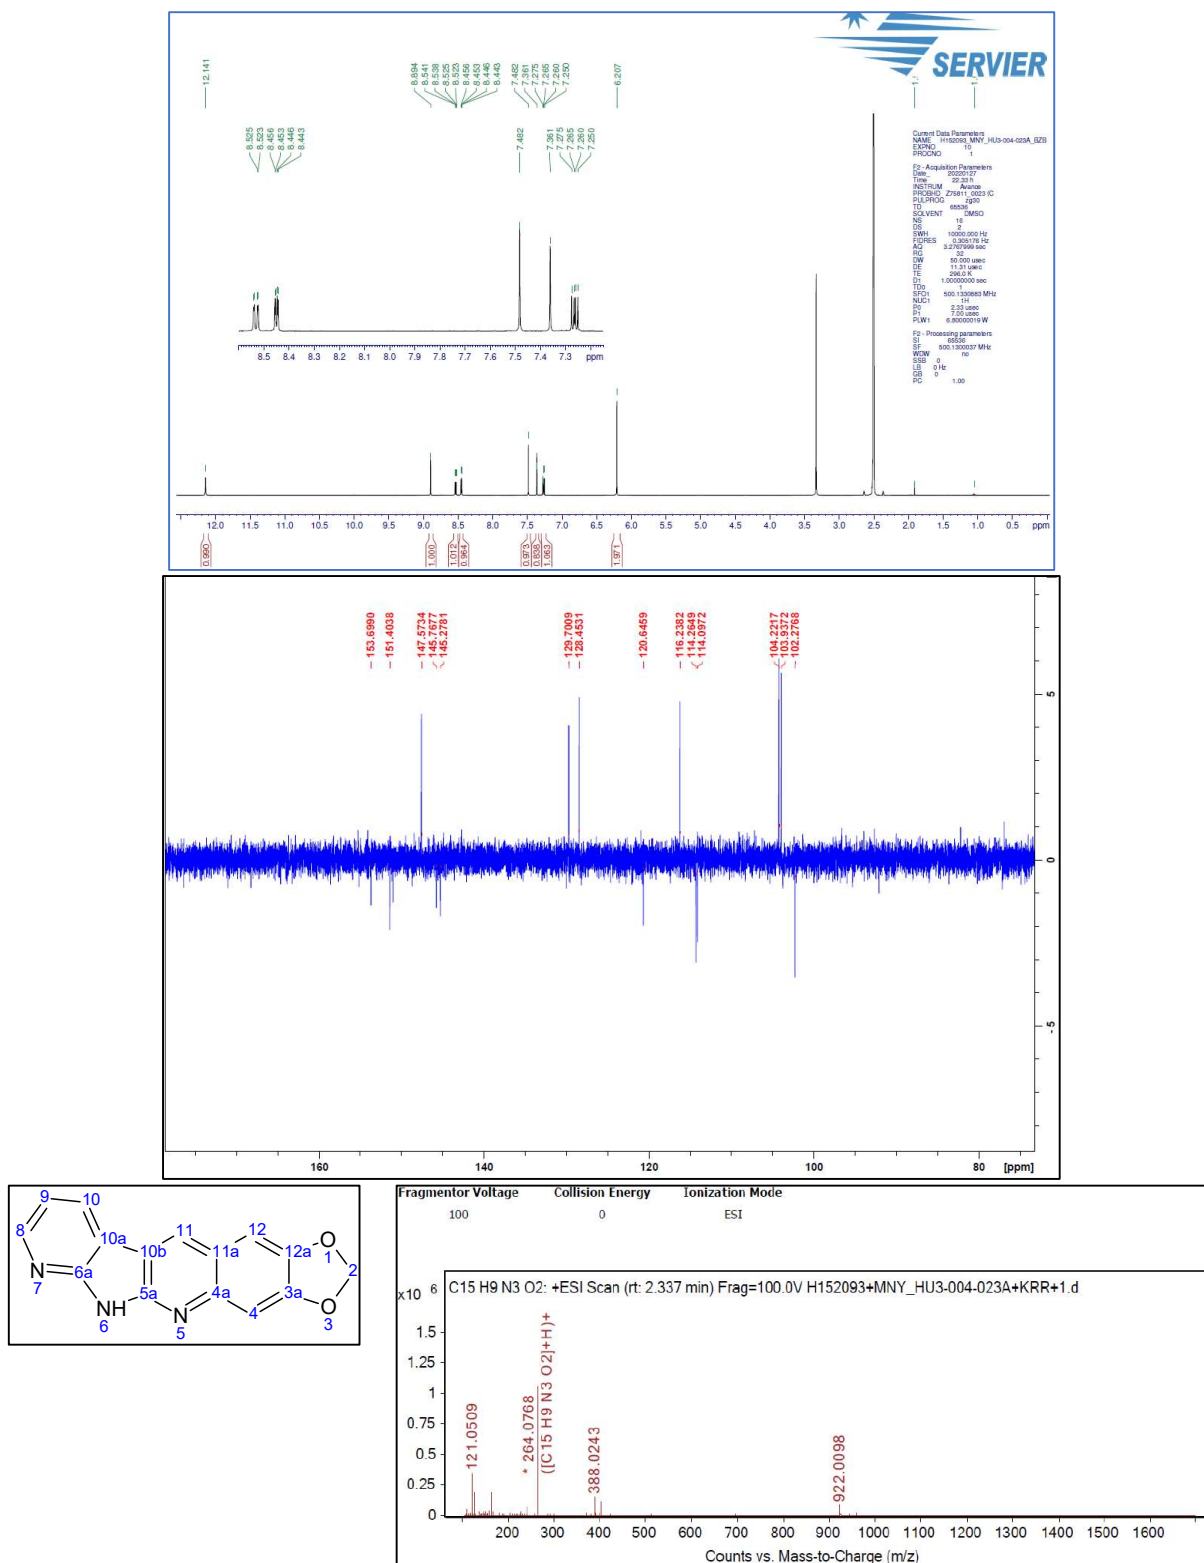 SERVIER
12.141
8.894
8.541
8.538
8.525
8.523
8.456
8.453
8.446
8.443
7.482
7.361
7.275
7.265
7.260
7.250
6.207
8.525
8.523
8.456
8.453
8.446
8.443
7.482
7.361
7.275
7.265
7.260
7.250
8.5 8.4 8.3 8.2 8.1 8.0 7.9 7.8 7.7 7.6 7.5 7.4 7.3 ppm
Current Data Parameters
NAME H152093_MNY_HU3-004-023A_BZB
EXPNO 10
PROCNO 1
F2 - Acquisition Parameters
Date_ 20220127
Time 22.33 h
INSTRUM Avance
PROBHD Z75811_0023 (C
PULPROG zg30
TD 65536
SOLVENT DMSO
NS 16
DS 2
SWH 10000.000 Hz
FIDRES 0.305176 Hz
AQ 3.2767999 sec
RG 32
DW 50.000 usec
DE 11.31 usec
TE 296.0 K
D1 1.00000000 sec
TD0 1
SFO1 500.1330883 MHz
NUC1 1H
P0 2.33 usec
P1 7.00 usec
PLW1 6.80000019 W
F2 - Processing parameters
SI 65536
SF 500.1300037 MHz
WDW no
SSB 0
LB 0 Hz
GB 0
PC 1.00
12.0 11.5 11.0 10.5 10.0 9.5 9.0 8.5 8.0 7.5 7.0 6.5 6.0 5.5 5.0 4.5 4.0 3.5 3.0 2.5 2.0 1.5 1.0 0.5 ppm
0.990
1.000
1.012
0.964
0.973
0.838
1.063
1.971
153.6990
151.4038
147.5734
145.7677
145.2781
129.7009
128.4531
120.6459
116.2382
114.2649
114.0972
104.2217
103.9372
102.2768
5
0
-5
160 140 120 100 80 [ppm]
9 10
8 11 12
10a 10b 11a 12a O 1
N 7 6a 5a 4a 3a 2
NH 6 N 5 4 O 3
Fragmentor Voltage Collision Energy Ionization Mode
100 0 ESI
x10 6 C15 H9 N3 O2: +ESI Scan (rt: 2.337 min) Frag=100.0V H152093+MNY_HU3-004-023A+KRR+1.d
1.5
1.25
1
0.75
0.5
0.25
0
121.0509
* 264.0768
([C15 H9 N3 O2]+H)+
388.0243
922.0098
200 300 400 500 600 700 800 900 1000 1100 1200 1300 1400 1500 1600
Counts vs. Mass-to-Charge (m/z)